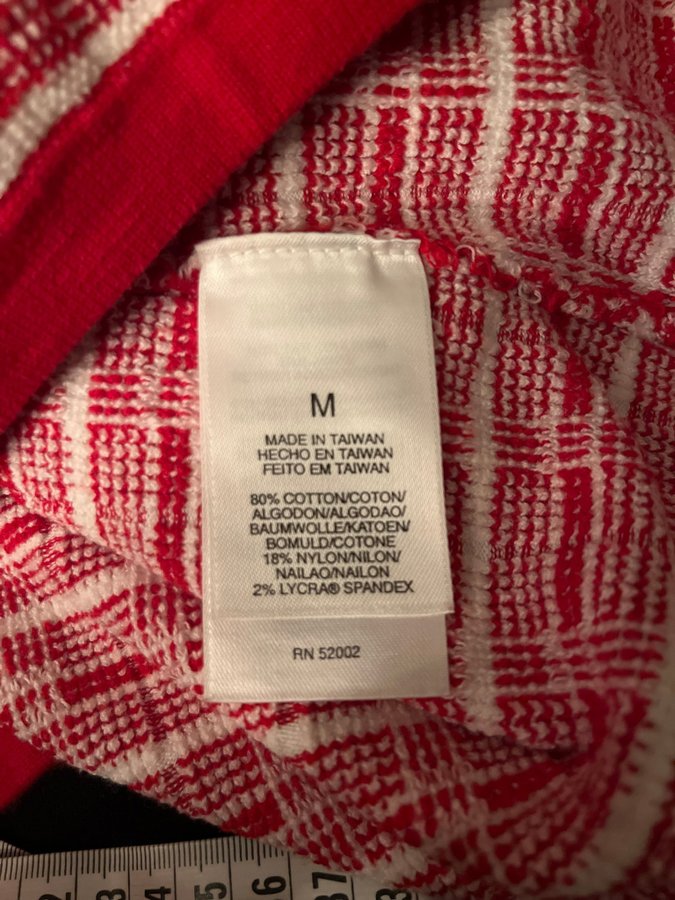 M
MADE IN TAIWAN
HECHO EN TAIWAN
FEITO EM TAIWAN
80% COTTON/COTON/
ALGODON/ALGODAO/
BAUMWOLLE/KATOEN/
BOMULD/COTONE
18% NYLON/NILON/
NAILAO/NAILON
2% LYCRA® SPANDEX
RN 52002